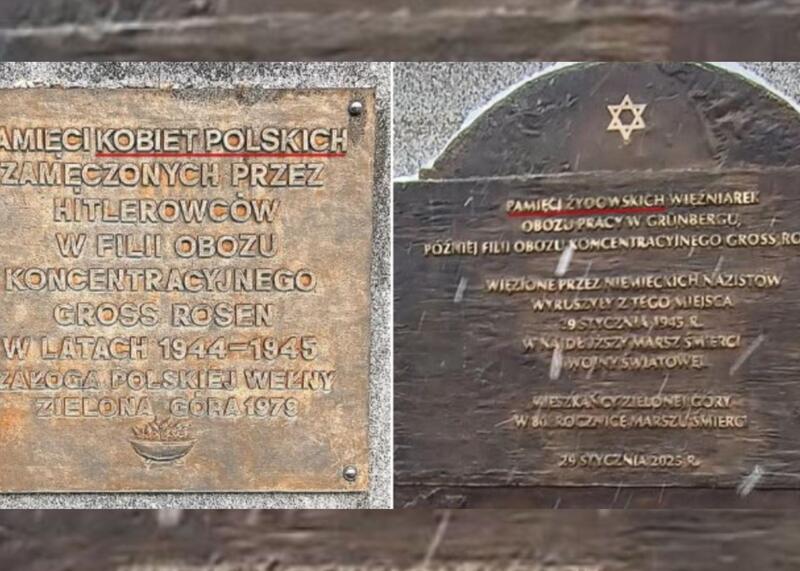 AMIĘCI KOBIET POLSKICH
ZAMĘCZONYCH PRZEZ
HITLEROWCÓW
W FILII OBOZU
KONCENTRACYJNEGO
GROSS ROSEN
W LATACH 1944–1945
ZAŁOGA POLSKIEJ WEŁNY
ZIELONA GÓRA 1979
PAMIĘCI ŻYDOWSKICH WIĘŹNIAREK
OBOZU PRACY W GRÜNBERGU,
PÓŹNIEJ FILII OBOZU KONCENTRACYJNEGO GROSS RO
WIĘZIONE PRZEZ NIEMIECKICH NAZISTÓW
WYRUSZYŁY Z TEGO MIEJSCA
29 STYCZNIA 1945 R.
W NAJDŁUŻSZY MARSZ ŚMIERCI
WOJNY ŚWIATOWEJ.
MIESZKAŃCY ZIELONEJ GÓRY
W 80. ROCZNICĘ MARSZU ŚMIERCI
29 STYCZNIA 2025 R.